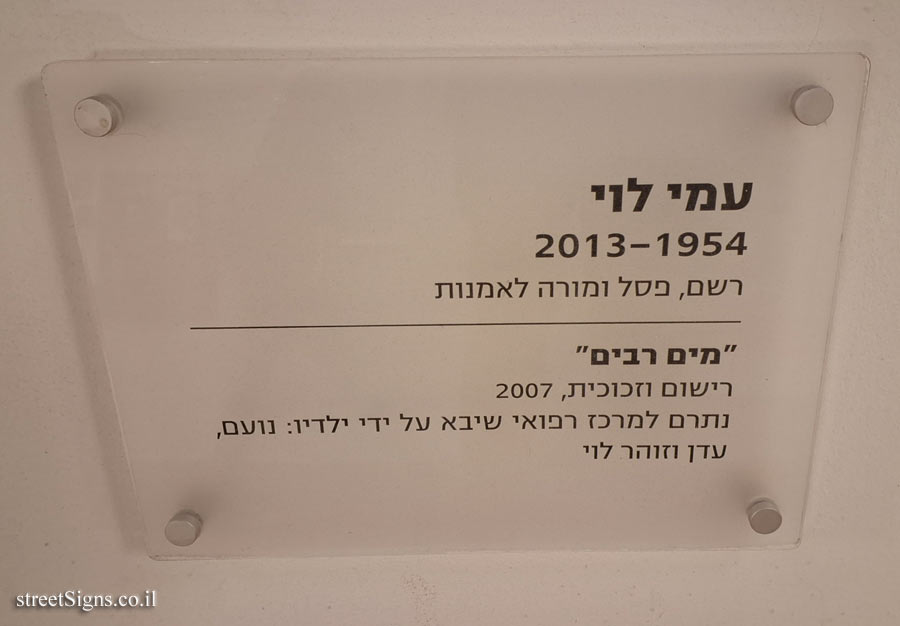 עמי לוי
2013–1954
רשם, פסל ומורה לאמנות
"מים רבים"
רישום וזכוכית, 2007
נתרם למרכז רפואי שיבא על ידי ילדיו: נועם,
עדן וזוהר לוי
streetSigns.co.il